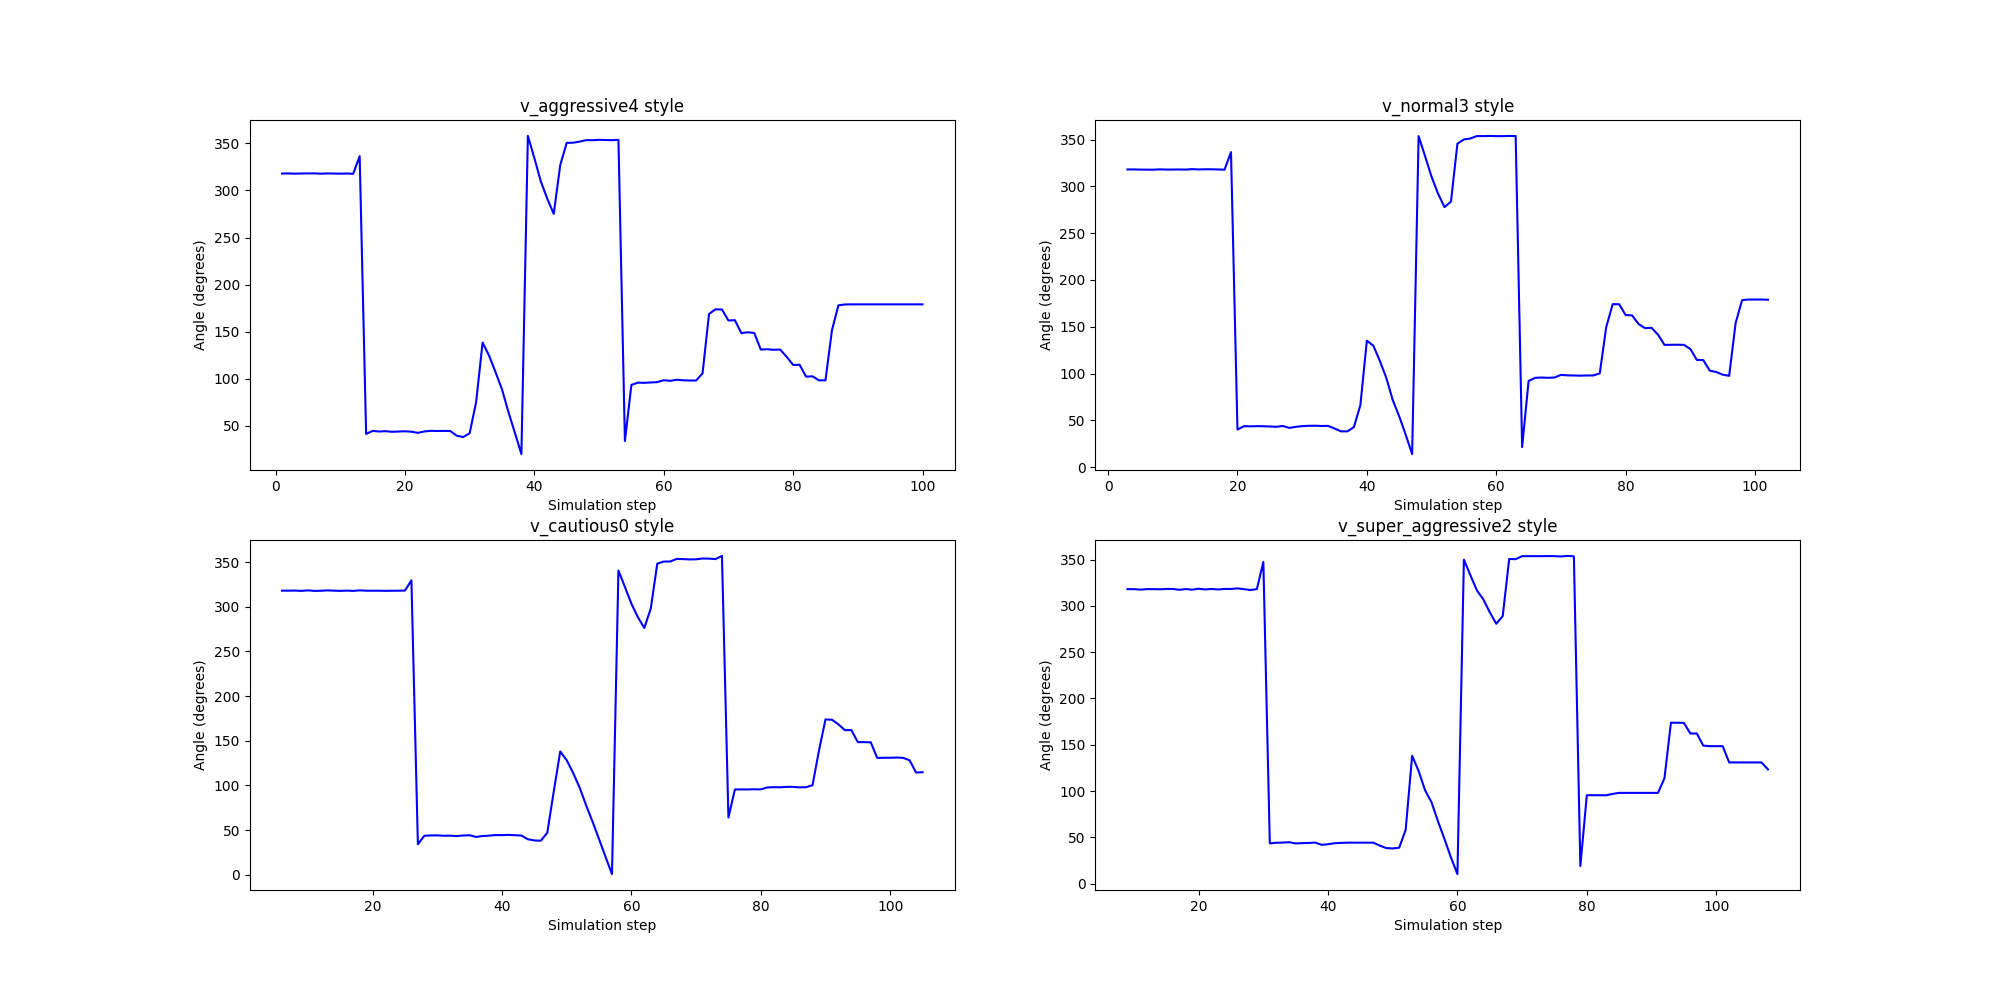 v_aggressive4 style
350
300
250
200
150
100
50
Angle (degrees)
0 20 40 60 80 100
Simulation step
v_normal3 style
350
300
250
200
150
100
50
0
Angle (degrees)
0 20 40 60 80 100
Simulation step
v_cautious0 style
350
300
250
200
150
100
50
0
Angle (degrees)
20 40 60 80 100
Simulation step
v_super_aggressive2 style
350
300
250
200
150
100
50
0
Angle (degrees)
20 40 60 80 100
Simulation step